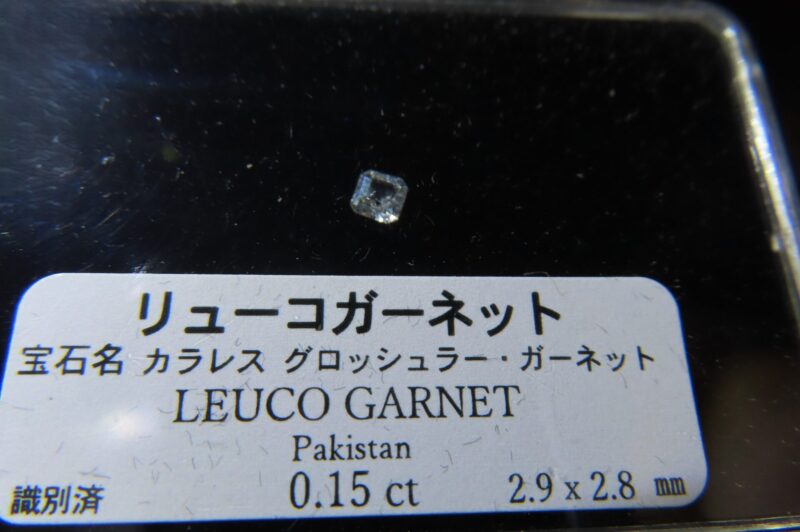 リューコガーネット
宝石名 カラレス グロッシュラー・ガーネット
LEUCO GARNET
Pakistan
識別済 0.15 ct 2.9 x 2.8 ㎜